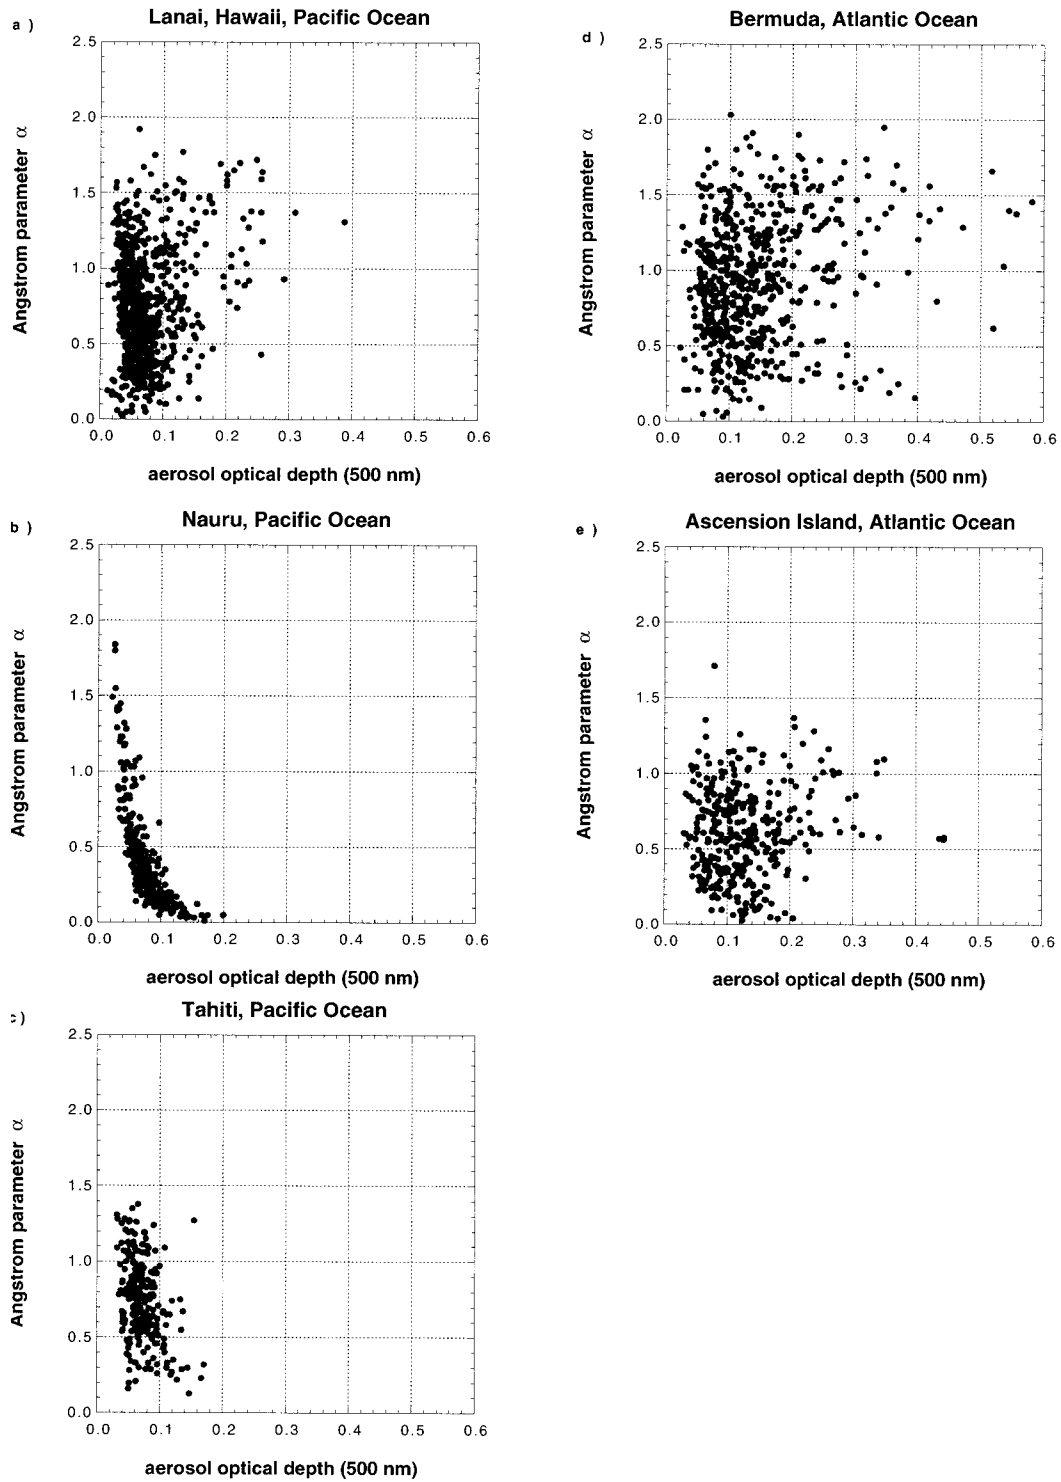 a )
Lanai, Hawaii, Pacific Ocean
2.5
2.0
1.5
1.0
0.5
0.0
Angstrom parameter α
0.0 0.1 0.2 0.3 0.4 0.5 0.6
aerosol optical depth (500 nm)
b )
Nauru, Pacific Ocean
2.5
2.0
1.5
1.0
0.5
0.0
Angstrom parameter α
0.0 0.1 0.2 0.3 0.4 0.5 0.6
aerosol optical depth (500 nm)
c )
Tahiti, Pacific Ocean
2.5
2.0
1.5
1.0
0.5
0.0
Angstrom parameter α
0.0 0.1 0.2 0.3 0.4 0.5 0.6
aerosol optical depth (500 nm)
d )
Bermuda, Atlantic Ocean
2.5
2.0
1.5
1.0
0.5
0.0
Angstrom parameter α
0.0 0.1 0.2 0.3 0.4 0.5 0.6
aerosol optical depth (500 nm)
e )
Ascension Island, Atlantic Ocean
2.5
2.0
1.5
1.0
0.5
0.0
Angstrom parameter α
0.0 0.1 0.2 0.3 0.4 0.5 0.6
aerosol optical depth (500 nm)